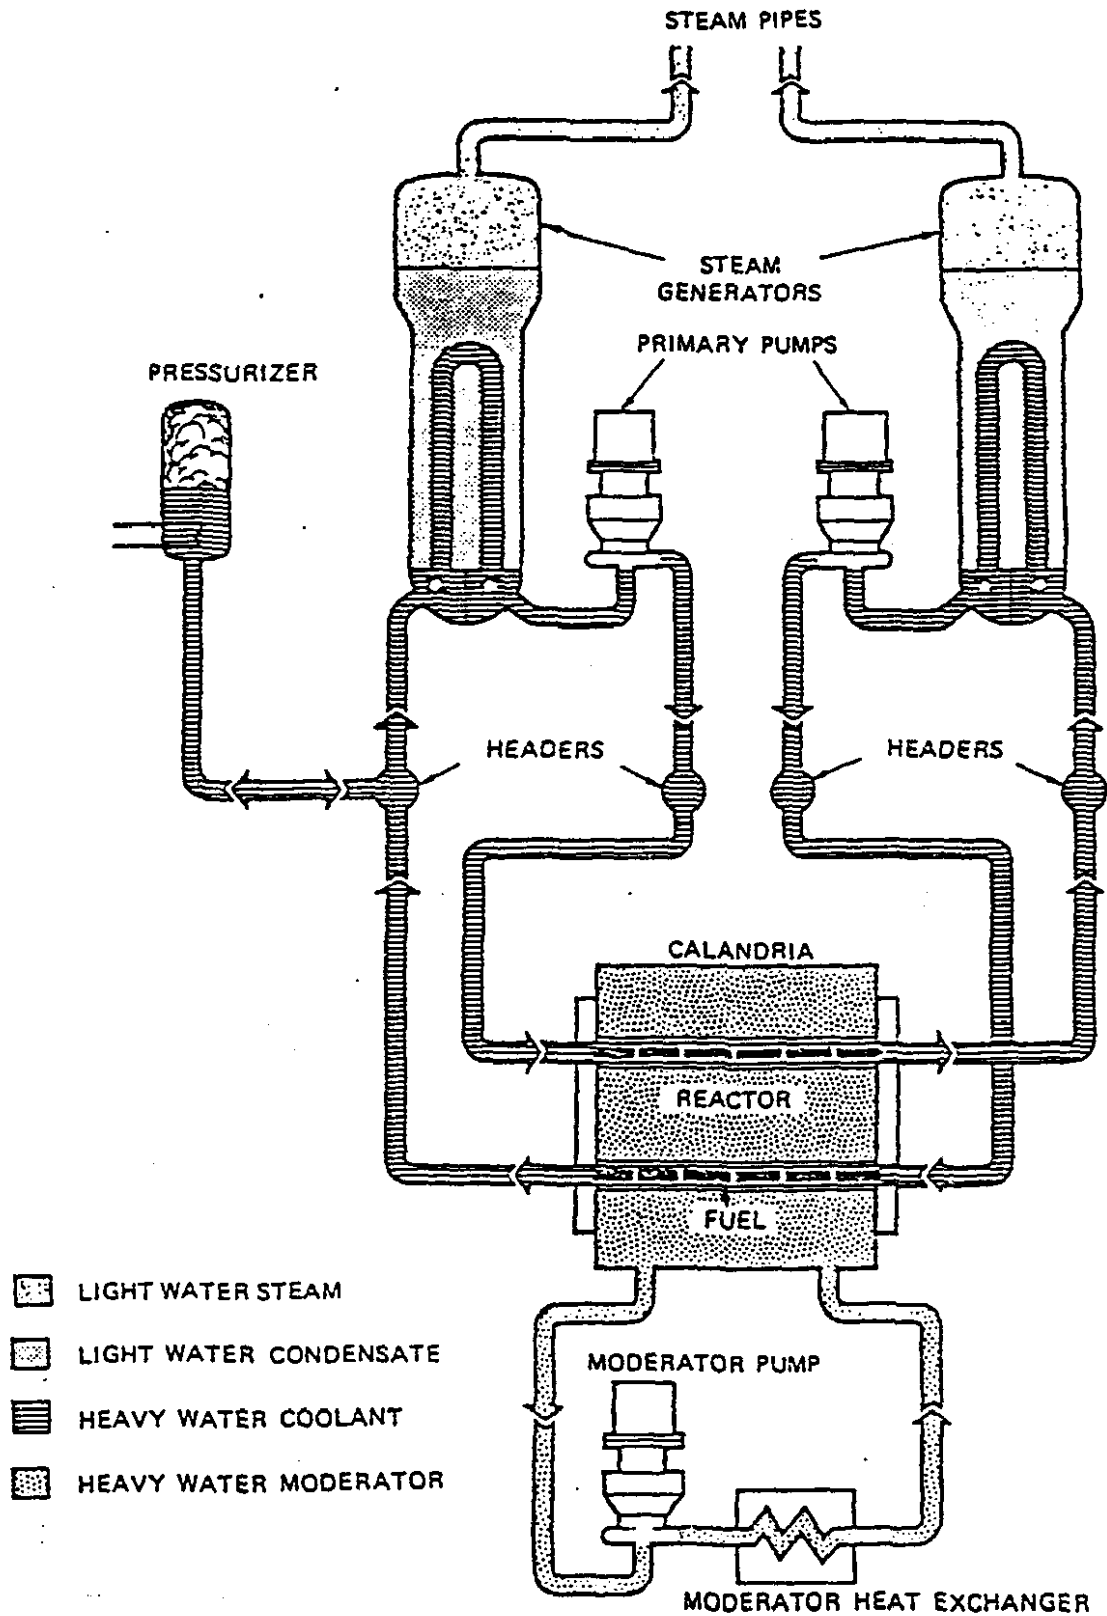 STEAM PIPES
STEAM
GENERATORS
PRIMARY PUMPS
PRESSURIZER
HEADERS
HEADERS
CALANDRIA
REACTOR
FUEL
LIGHT WATER STEAM
LIGHT WATER CONDENSATE
HEAVY WATER COOLANT
HEAVY WATER MODERATOR
MODERATOR PUMP
MODERATOR HEAT EXCHANGER